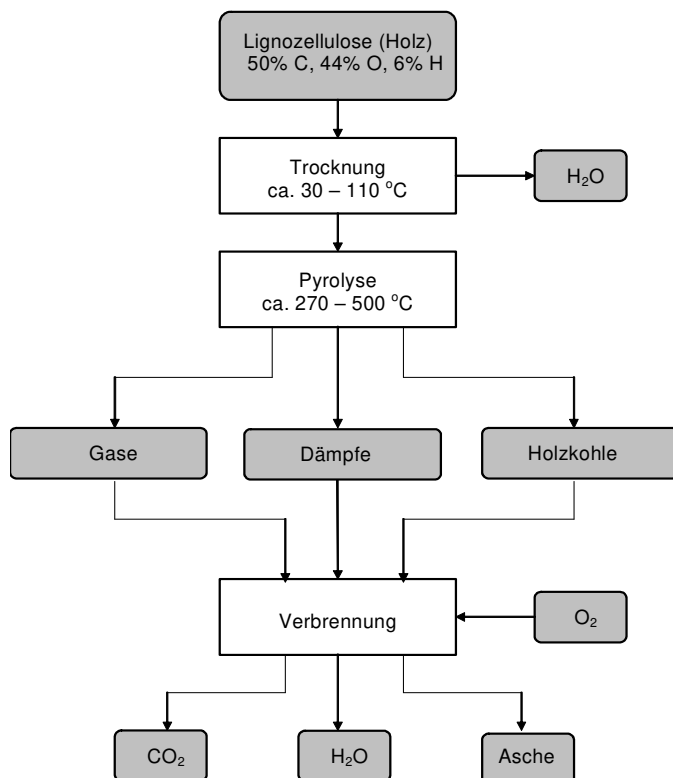 Lignozellulose (Holz)
50% C, 44% O, 6% H
Trocknung
ca. 30 – 110 °C
H₂O
Pyrolyse
ca. 270 – 500 °C
Gase
Dämpfe
Holzkohle
Verbrennung
O₂
CO₂
H₂O
Asche